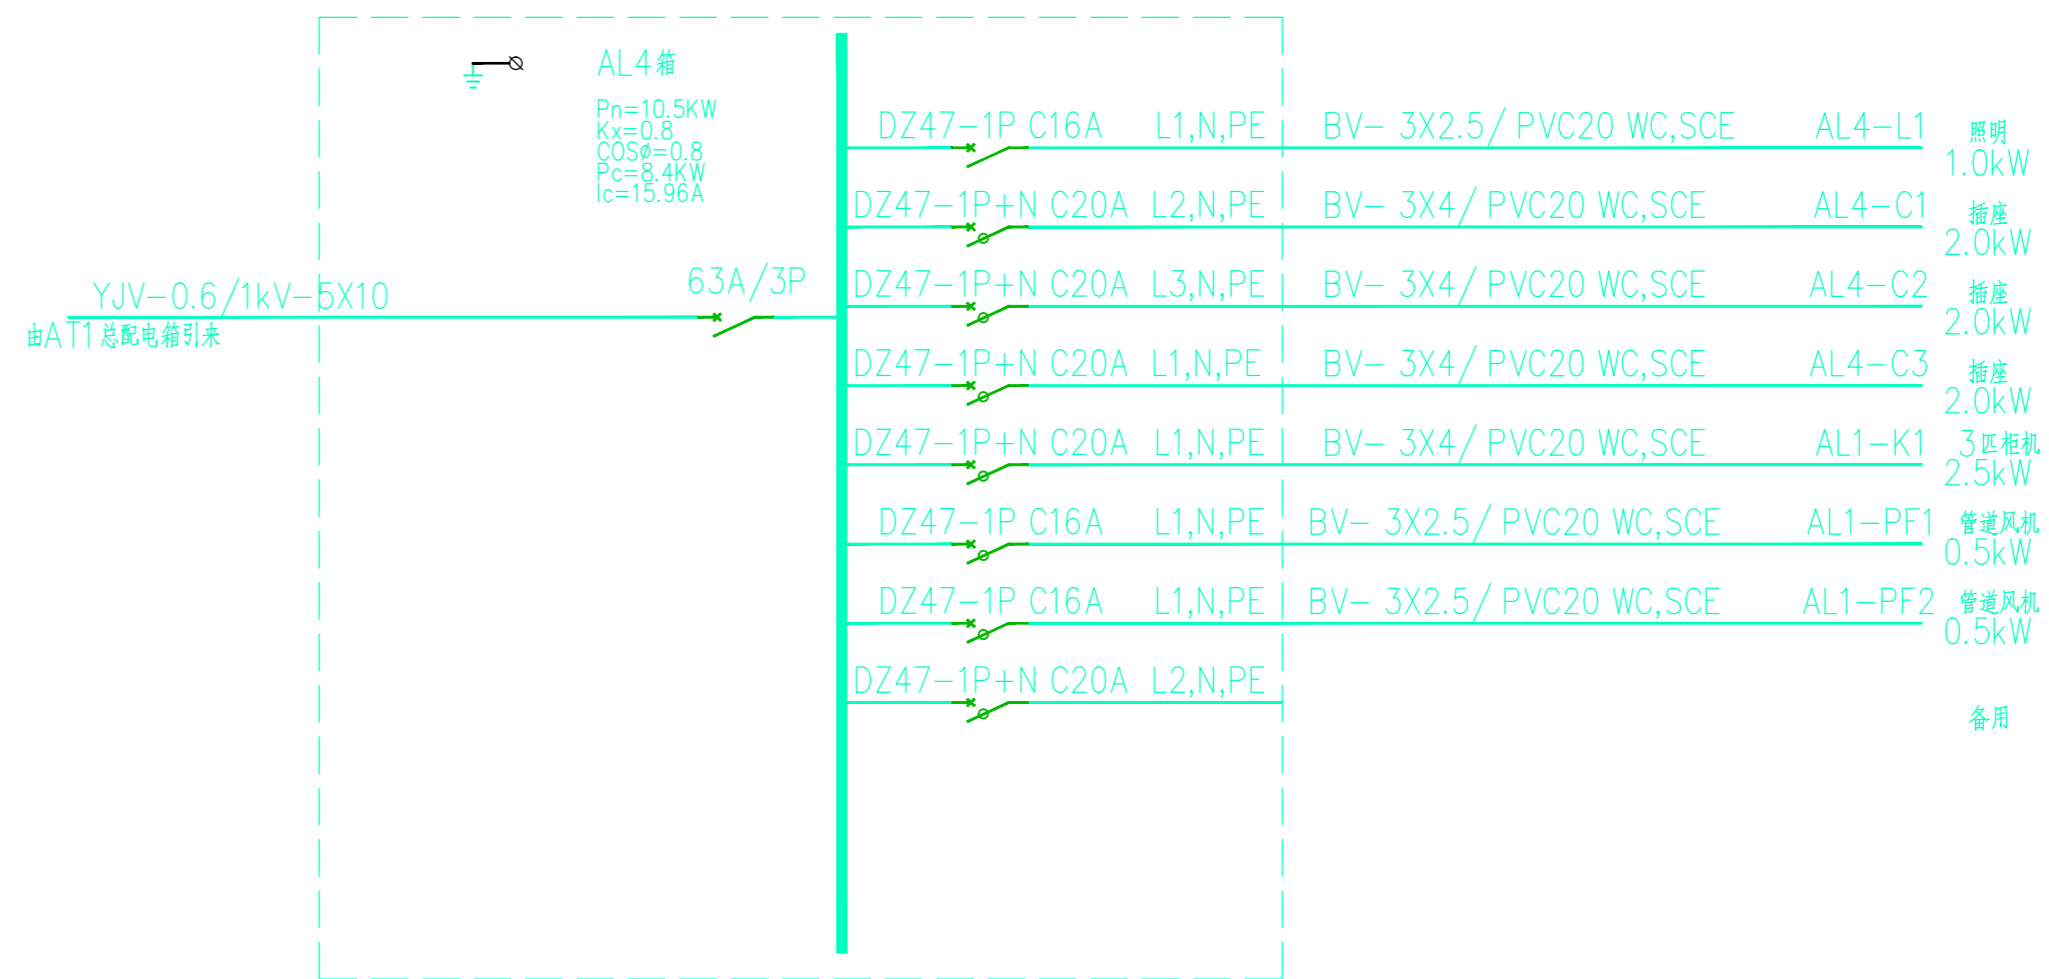 AL4箱
Pn=10.5KW
Kx=0.8
COSø=0.8
Pc=8.4KW
Ic=15.96A
YJV-0.6/1kV-5X10
由AT1总配电箱引来
63A/3P
DZ47-1P C16A L1,N,PE BV- 3X2.5/ PVC20 WC,SCE AL4-L1 照明
1.0kW
DZ47-1P+N C20A L2,N,PE BV- 3X4/ PVC20 WC,SCE AL4-C1 插座
2.0kW
DZ47-1P+N C20A L3,N,PE BV- 3X4/ PVC20 WC,SCE AL4-C2 插座
2.0kW
DZ47-1P+N C20A L1,N,PE BV- 3X4/ PVC20 WC,SCE AL4-C3 插座
2.0kW
DZ47-1P+N C20A L1,N,PE BV- 3X4/ PVC20 WC,SCE AL1-K1 3匹柜机
2.5kW
DZ47-1P C16A L1,N,PE BV- 3X2.5/ PVC20 WC,SCE AL1-PF1 管道风机
0.5kW
DZ47-1P C16A L1,N,PE BV- 3X2.5/ PVC20 WC,SCE AL1-PF2 管道风机
0.5kW
DZ47-1P+N C20A L2,N,PE
备用